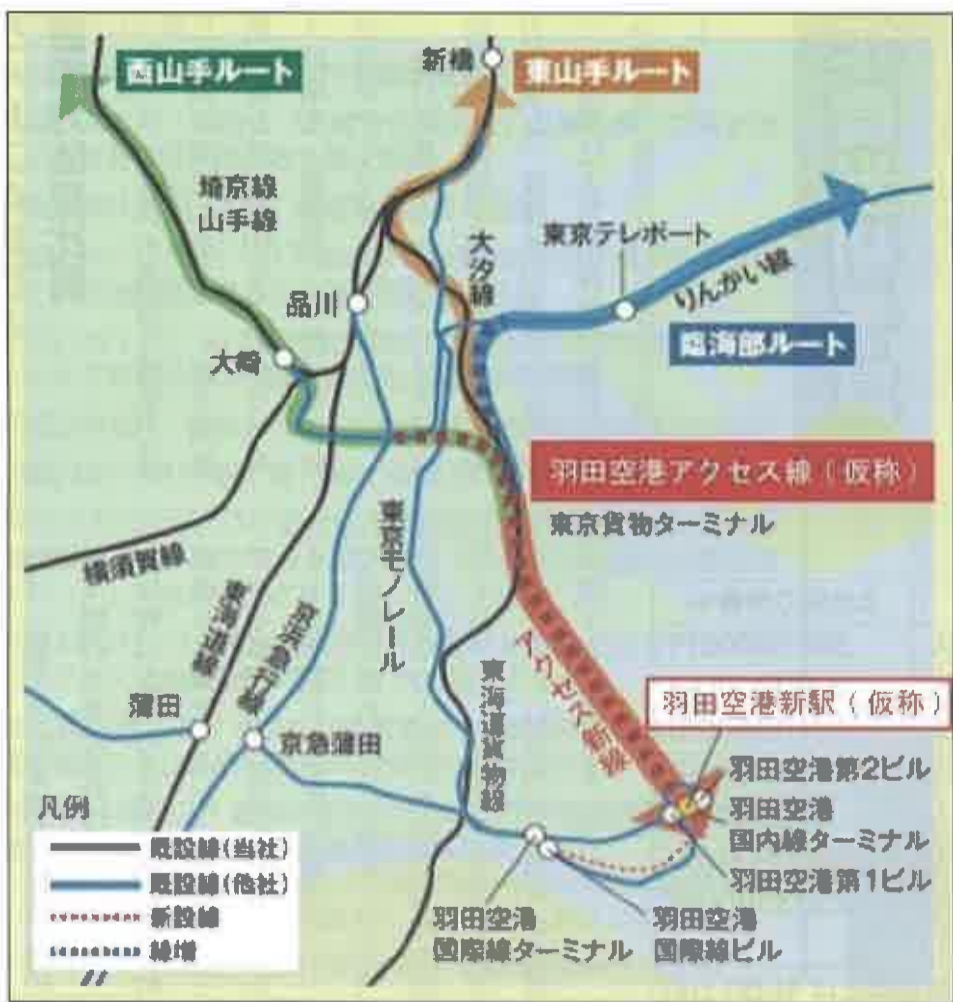 西山手ルート
新橋
東山手ルート
埼京線
山手線
品川
大崎
大汐線
東京テレポート
りんかい線
臨海部ルート
羽田空港アクセス線(仮称)
東京貨物ターミナル
横須賀線
東海道線
京浜急行線
東京モノレール
東海道貨物線
アクセス新線
羽田空港新駅(仮称)
蒲田
京急蒲田
羽田空港第2ビル
羽田空港
国内線ターミナル
羽田空港第1ビル
羽田空港
国際線ターミナル
羽田空港
国際線ビル
凡例
既設線(当社)
既設線(他社)
新設線
線増